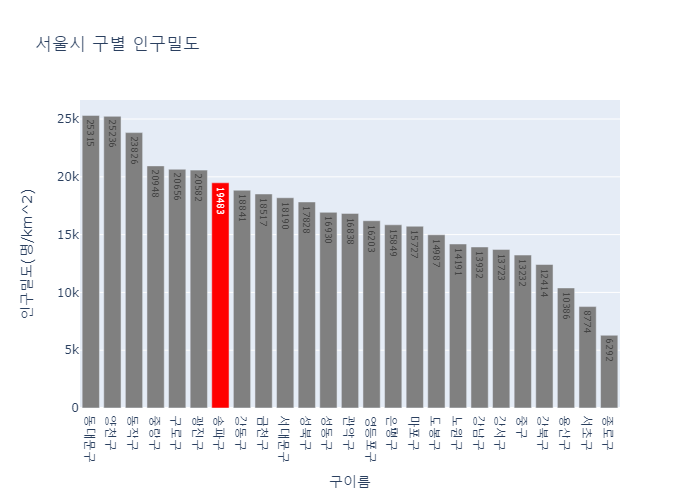 서울시 구별 인구밀도
인구밀도(명/km^2)
25k
20k
15k
10k
5k
0
25315
25236
23826
20948
20656
20582
19483
18841
18517
18190
17828
16930
16838
16203
15849
15727
14987
14191
13932
13723
13232
12414
10386
8774
6292
동대문구
양천구
동작구
중랑구
구로구
광진구
송파구
강동구
금천구
서대문구
성북구
성동구
관악구
영등포구
은평구
마포구
도봉구
노원구
강남구
강서구
중구
강북구
용산구
서초구
종로구
구이름